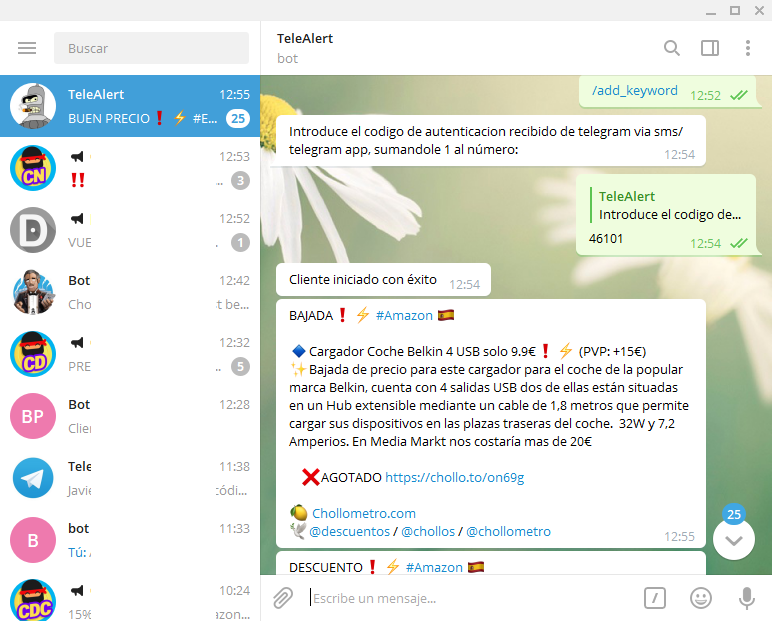 Buscar
TeleAlert
12:55
BUEN PRECIO❗⚡ #E...
25
CN
12:53
‼️
...
3
D
12:52
VUE
.
1
Bot
12:42
Cho
t be...
CD
12:32
PRE
..
5
BP
Bot
12:28
Clie
Tele
11:38
Javie
códi...
B
bot
11:33
Tú:
CDC
10:24
15%
azon...
TeleAlert
bot
/add_keyword
12:52
Introduce el codigo de autenticacion recibido de telegram via sms/
telegram app, sumandole 1 al número:
12:54
TeleAlert
Introduce el codigo de...
46101
12:54
Cliente iniciado con éxito
12:54
BAJADA❗⚡ #Amazon 🇪🇸
🔷Cargador Coche Belkin 4 USB solo 9.9€❗⚡ (PVP: +15€)
✨Bajada de precio para este cargador para el coche de la popular
marca Belkin, cuenta con 4 salidas USB dos de ellas están situadas
en un Hub extensible mediante un cable de 1,8 metros que permite
cargar sus dispositivos en las plazas traseras del coche. 32W y 7,2
Amperios. En Media Markt nos costaría mas de 20€
❌AGOTADO https://chollo.to/on69g
🍋 Chollometro.com
🕊 @descuentos / @chollos / @chollometro
12:55
25
DESCUENTO❗⚡ #Amazon 🇪🇸
Escribe un mensaje...
/